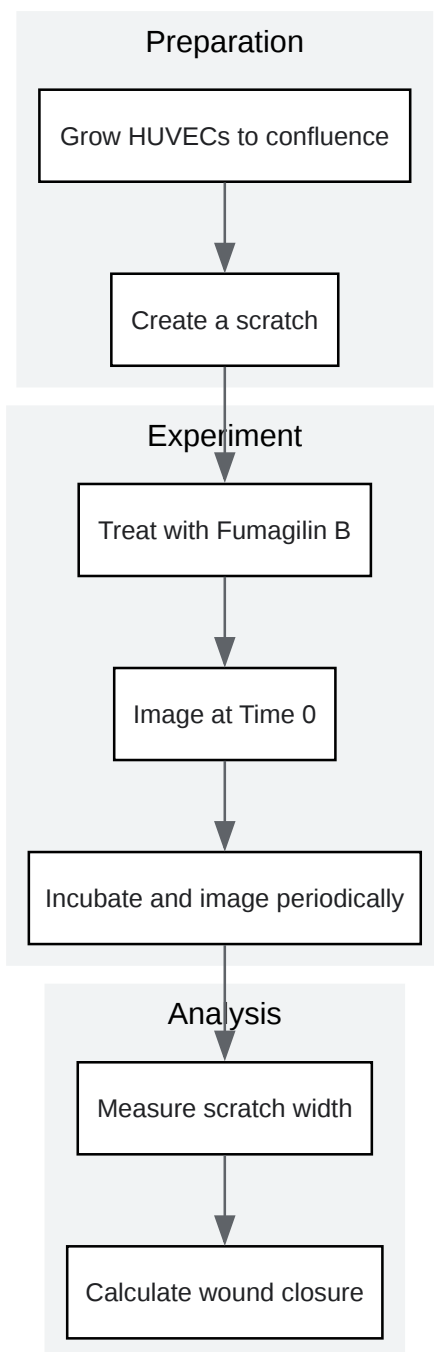 Preparation
Grow HUVECs to confluence
Create a scratch
Experiment
Treat with Fumagilin B
Image at Time 0
Incubate and image periodically
Analysis
Measure scratch width
Calculate wound closure